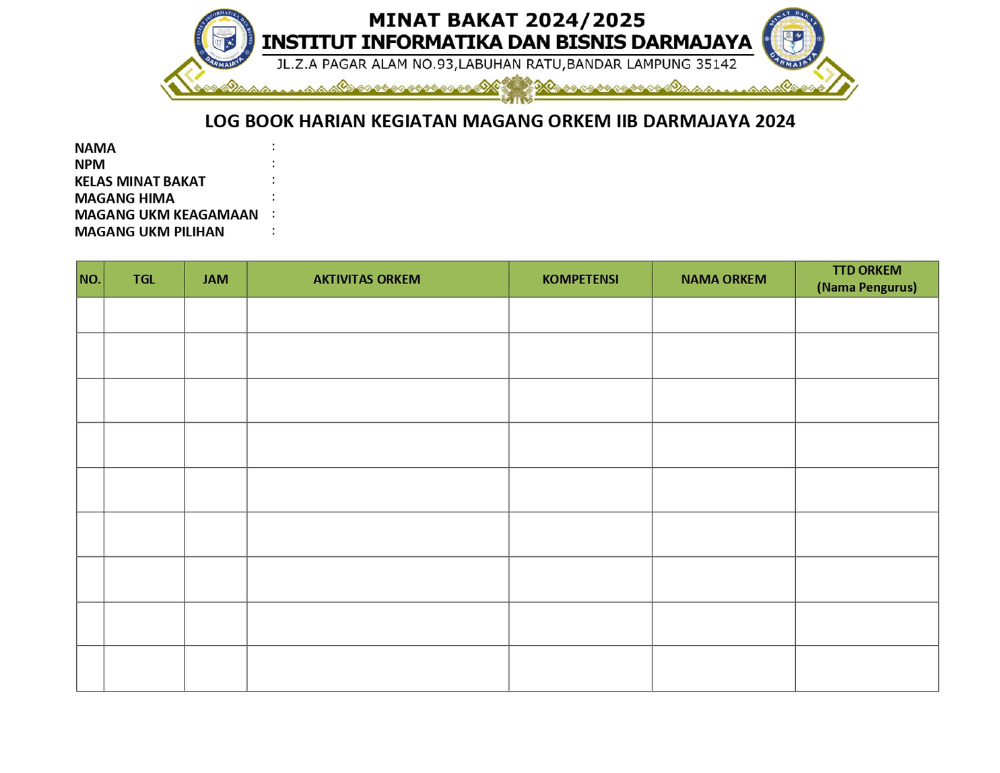 MINAT BAKAT 2024/2025
INSTITUT INFORMATIKA DAN BISNIS DARMAJAYA
JL.Z.A PAGAR ALAM NO.93,LABUHAN RATU,BANDAR LAMPUNG 35142
INSTITUT INFORMATIKA DAN BISNIS
DARMAJAYA
MINAT BAKAT
DARMAJAYA
LOG BOOK HARIAN KEGIATAN MAGANG ORKEM IIB DARMAJAYA 2024
NAMA :
NPM :
KELAS MINAT BAKAT :
MAGANG HIMA :
MAGANG UKM KEAGAMAAN :
MAGANG UKM PILIHAN :
NO. TGL JAM AKTIVITAS ORKEM KOMPETENSI NAMA ORKEM TTD ORKEM
(Nama Pengurus)